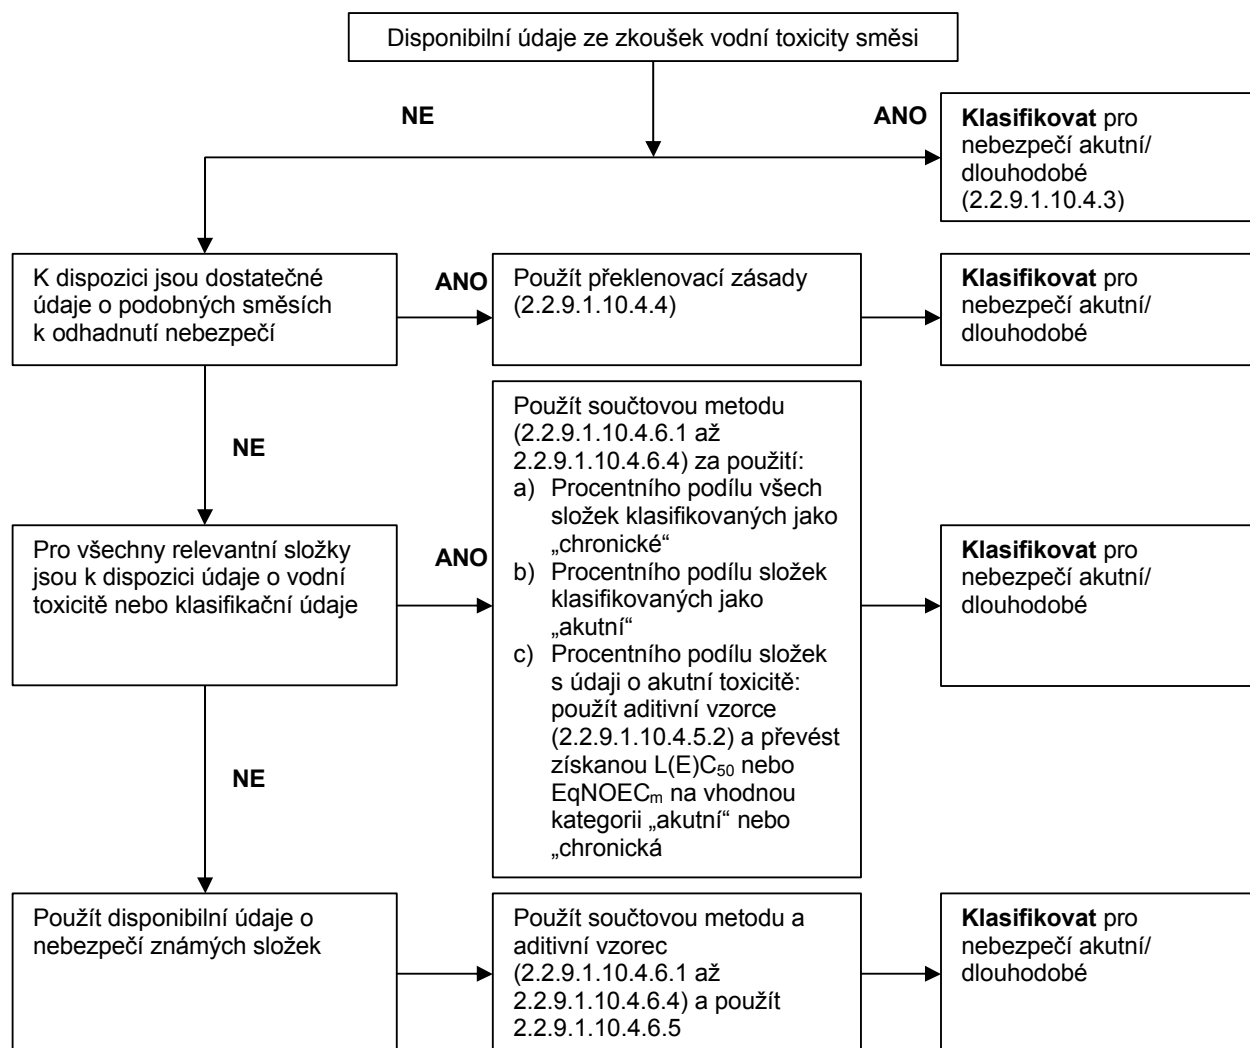 Disponibilní údaje ze zkoušek vodní toxicity směsi
NE
ANO
Klasifikovat pro
nebezpečí akutní/
dlouhodobé
(2.2.9.1.10.4.3)
K dispozici jsou dostatečné
údaje o podobných směsích
k odhadnutí nebezpečí
ANO
Použít překlenovací zásady
(2.2.9.1.10.4.4)
Klasifikovat pro
nebezpečí akutní/
dlouhodobé
NE
Pro všechny relevantní složky
jsou k dispozici údaje o vodní
toxicitě nebo klasifikační údaje
ANO
Použít součtovou metodu
(2.2.9.1.10.4.6.1 až
2.2.9.1.10.4.6.4) za použití:
a) Procentního podílu všech
složek klasifikovaných jako
„chronické“
b) Procentního podílu složek
klasifikovaných jako
„akutní“
c) Procentního podílu složek
s údaji o akutní toxicitě:
použít aditivní vzorce
(2.2.9.1.10.4.5.2) a převést
získanou L(E)C₅₀ nebo
EqNOECₘ na vhodnou
kategorii „akutní“ nebo
„chronická
Klasifikovat pro
nebezpečí akutní/
dlouhodobé
NE
Použít disponibilní údaje o
nebezpečí známých složek
Použít součtovou metodu a
aditivní vzorec
(2.2.9.1.10.4.6.1 až
2.2.9.1.10.4.6.4) a použít
2.2.9.1.10.4.6.5
Klasifikovat pro
nebezpečí akutní/
dlouhodobé